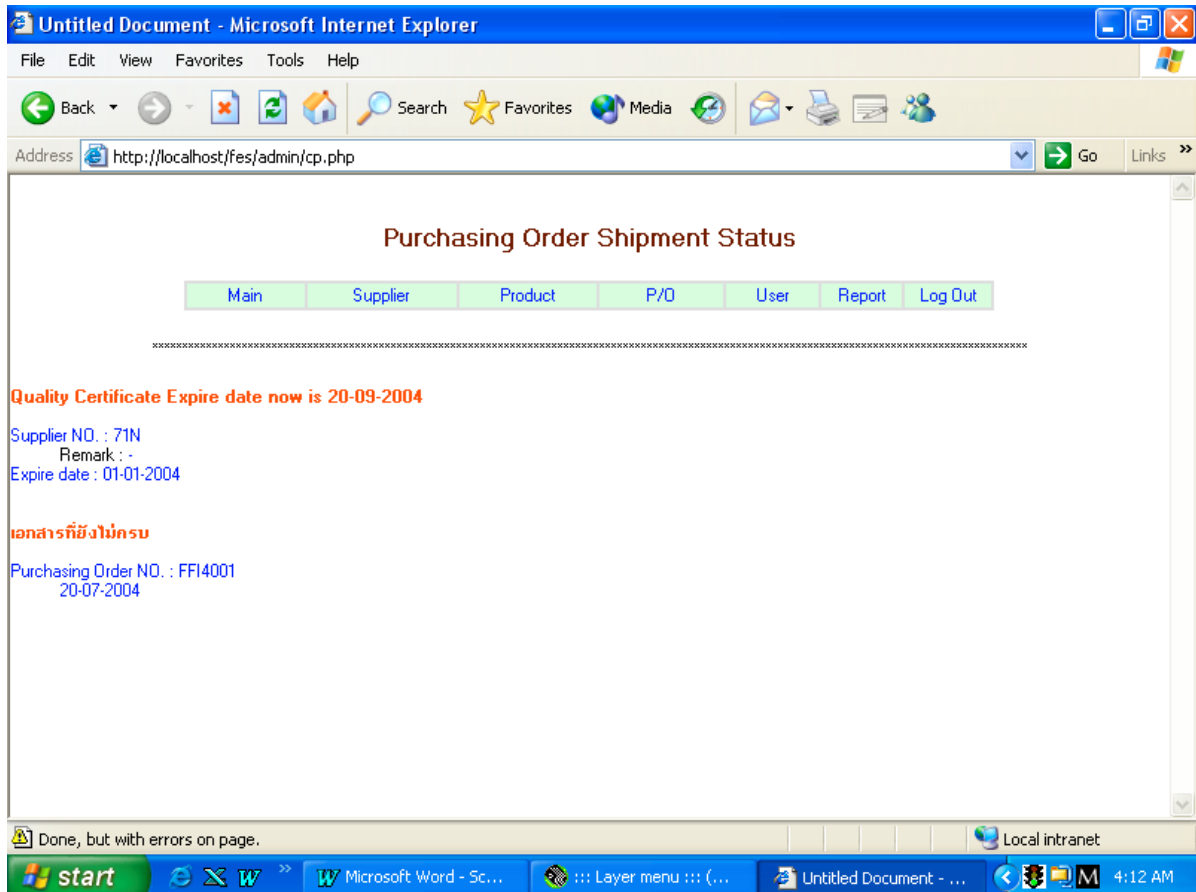 Untitled Document - Microsoft Internet Explorer
File Edit View Favorites Tools Help
Back Search Favorites Media
Address http://localhost/fes/admin/cp.php Go Links »
Purchasing Order Shipment Status
Main Supplier Product P/O User Report Log Out
Quality Certificate Expire date now is 20-09-2004
Supplier NO. : 71N
Remark : -
Expire date : 01-01-2004
เอกสารที่ยังไม่ครบ
Purchasing Order NO. : FFI4001
20-07-2004
Done, but with errors on page. Local intranet
start » Microsoft Word - Sc... ::: Layer menu ::: (... Untitled Document - ... 4:12 AM